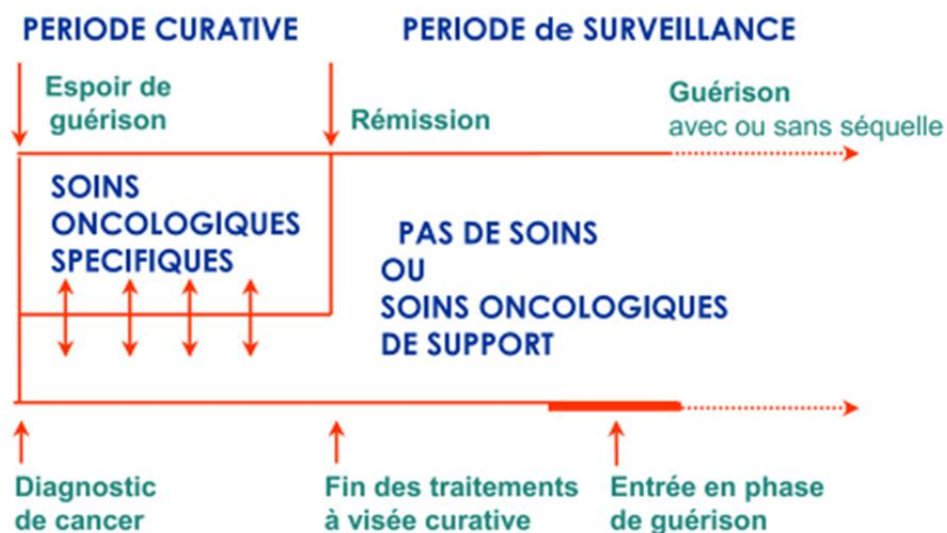 PERIODE CURATIVE
PERIODE de SURVEILLANCE
Espoir de
guérison
Rémission
Guérison
avec ou sans séquelle
SOINS
ONCOLOGIQUES
SPECIFIQUES
PAS DE SOINS
OU
SOINS ONCOLOGIQUES
DE SUPPORT
Diagnostic
de cancer
Fin des traitements
à visée curative
Entrée en phase
de guérison